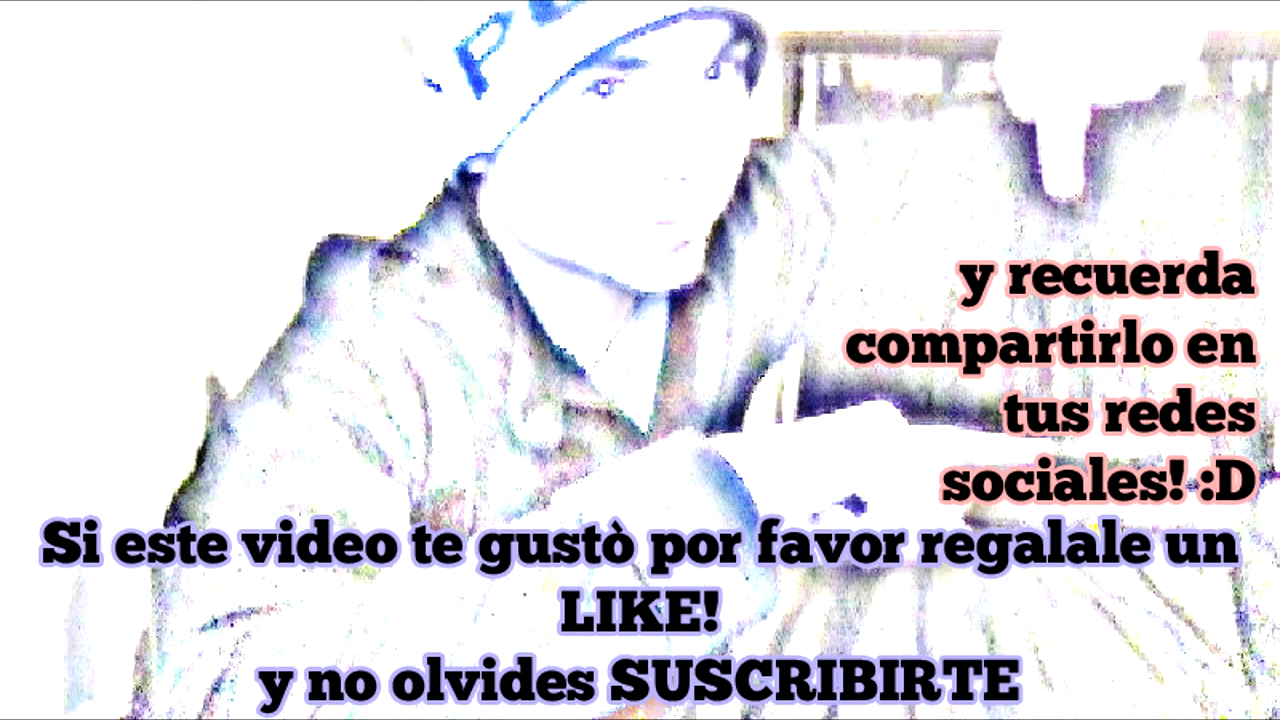 y recuerda
compartirlo en
tus redes
sociales! :D
Si este video te gustò por favor regalale un
LIKE!
y no olvides SUSCRIBIRTE